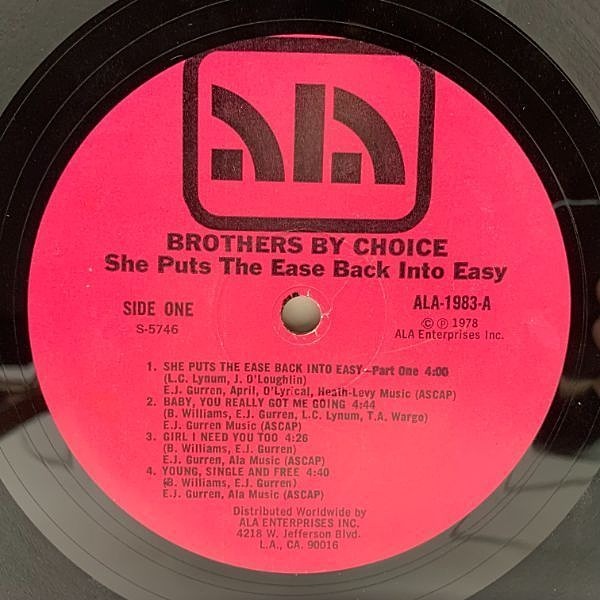 ala
BROTHERS BY CHOICE
She Puts The Ease Back Into Easy
SIDE ONE
S-5746
ALA-1983-A
© ℗ 1978
ALA Enterprises Inc.
1. SHE PUTS THE EASE BACK INTO EASY—Part One 4:00
(L.C. Lynum, J. O'Loughlin)
E.J. Gurren, April, O'Lyrical, Heath-Levy Music (ASCAP)
2. BABY, YOU REALLY GOT ME GOING 4:44
(B. Williams, E.J. Gurren, L.C. Lynum, T.A. Wargo)
E.J. Gurren Music (ASCAP)
3. GIRL I NEED YOU TOO 4:26
(B. Williams, E.J. Gurren)
E.J. Gurren, Ala Music (ASCAP)
4. YOUNG, SINGLE AND FREE 4:40
(B. Williams, E.J. Gurren)
E.J. Gurren, Ala Music (ASCAP)
Distributed Worldwide by
ALA ENTERPRISES INC.
4218 W. Jefferson Blvd.
L.A., CA. 90016